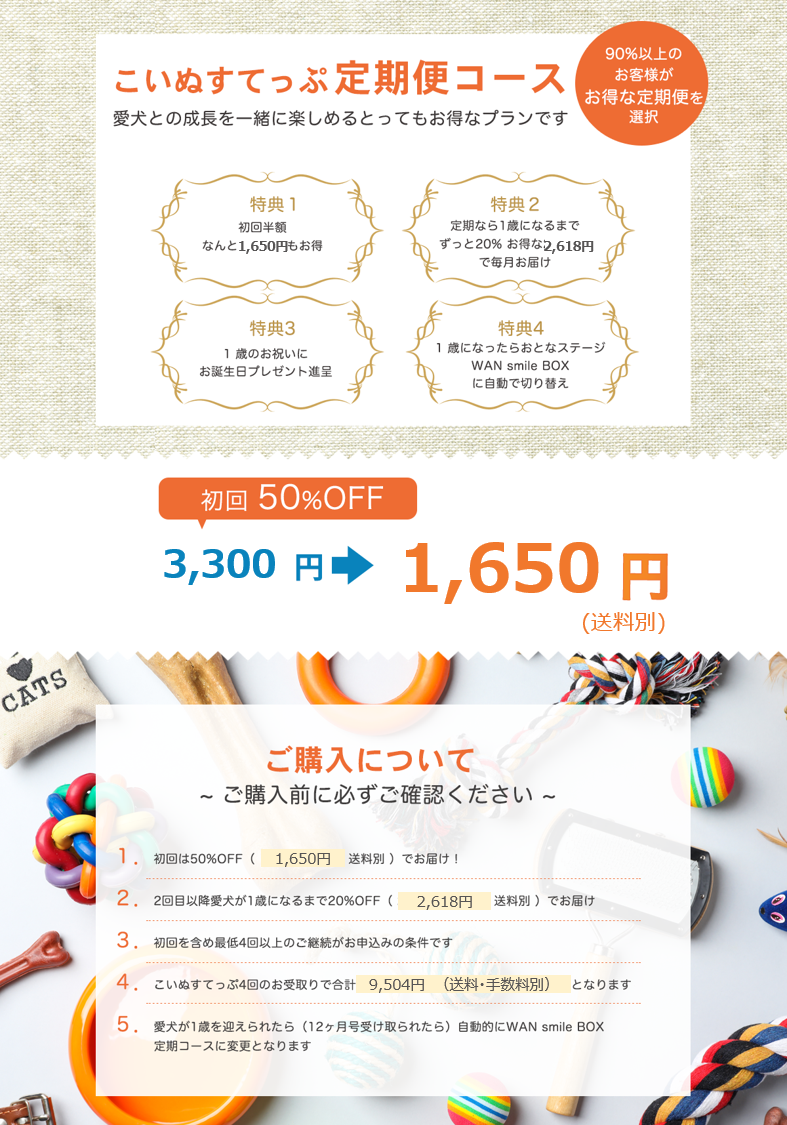 こいぬすてっぷ定期便コース
愛犬との成長を一緒に楽しめるとってもお得なプランです
90%以上の
お客様が
お得な定期便を
選択
特典1
初回半額
なんと1,650円もお得
特典2
定期なら1歳になるまで
ずっと20% お得な2,618円
で毎月お届け
特典3
1 歳のお祝いに
お誕生日プレゼント進呈
特典4
1 歳になったらおとなステージ
WAN smile BOX
に自動で切り替え
初回 50%OFF
3,300 円 1,650 円
(送料別)
CATS
ご購入について
~ ご購入前に必ずご確認ください ~
1. 初回は50%OFF（ 1,650円 送料別 ）でお届け！
2. 2回目以降愛犬が1歳になるまで20%OFF（ 2,618円 送料別 ）でお届け
3. 初回を含め最低4回以上のご継続がお申込みの条件です
4. こいぬすてっぷ4回のお受取りで合計 9,504円 （送料･手数料別） となります
5. 愛犬が1歳を迎えられたら（12ヶ月号受け取られたら）自動的にWAN smile BOX
定期コースに変更となります